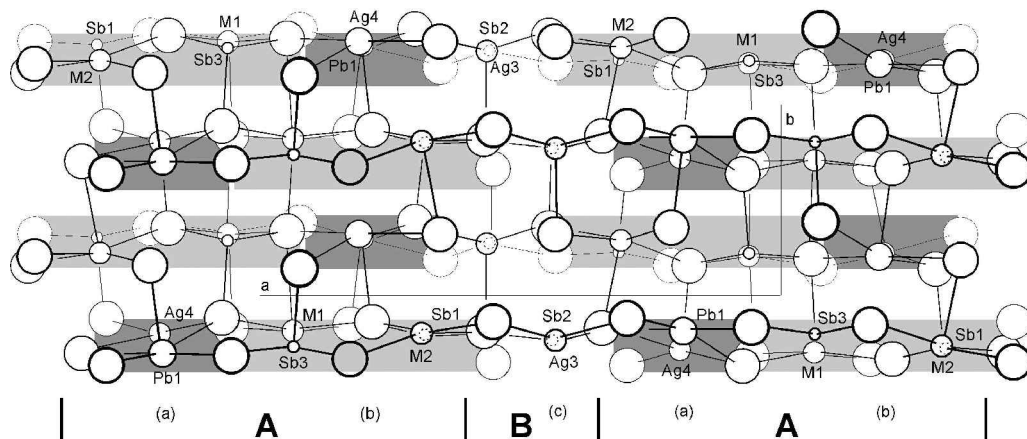 Sb1 M1 Ag4 Sb2 M2 M1 Ag4
M2 Sb3 Pb1 Ag3 Sb1 Sb3 Pb1
b
a
Ag4 M1 Sb1 Sb2 Pb1 Sb3 Sb1
Pb1 Sb3 M2 Ag3 Ag4 M1 M2
(a) A (b) B (c) (a) A (b)